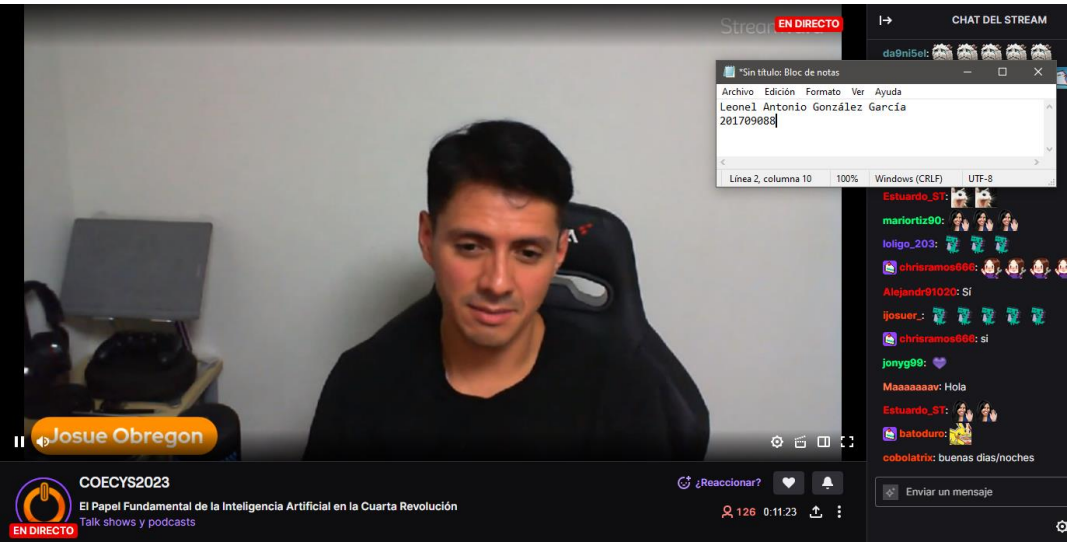 EN DIRECTO
CHAT DEL STREAM
da9ni5el:
*Sin título: Bloc de notas
Archivo Edición Formato Ver Ayuda
Leonel Antonio González García
201709088
Línea 2, columna 10 100% Windows (CRLF) UTF-8
Estuardo_ST:
mariortiz90:
loligo_203:
chrisramos666:
Alejandr91020: Sí
ijosuer_:
chrisramos666: si
jonyg99:
Maaaaaaav: Hola
Estuardo_ST:
batoduro:
cobolatrix: buenas dias/noches
Enviar un mensaje
Josue Obregon
COECYS2023
El Papel Fundamental de la Inteligencia Artificial en la Cuarta Revolución
Talk shows y podcasts
EN DIRECTO
¿Reaccionar?
126 0:11:23